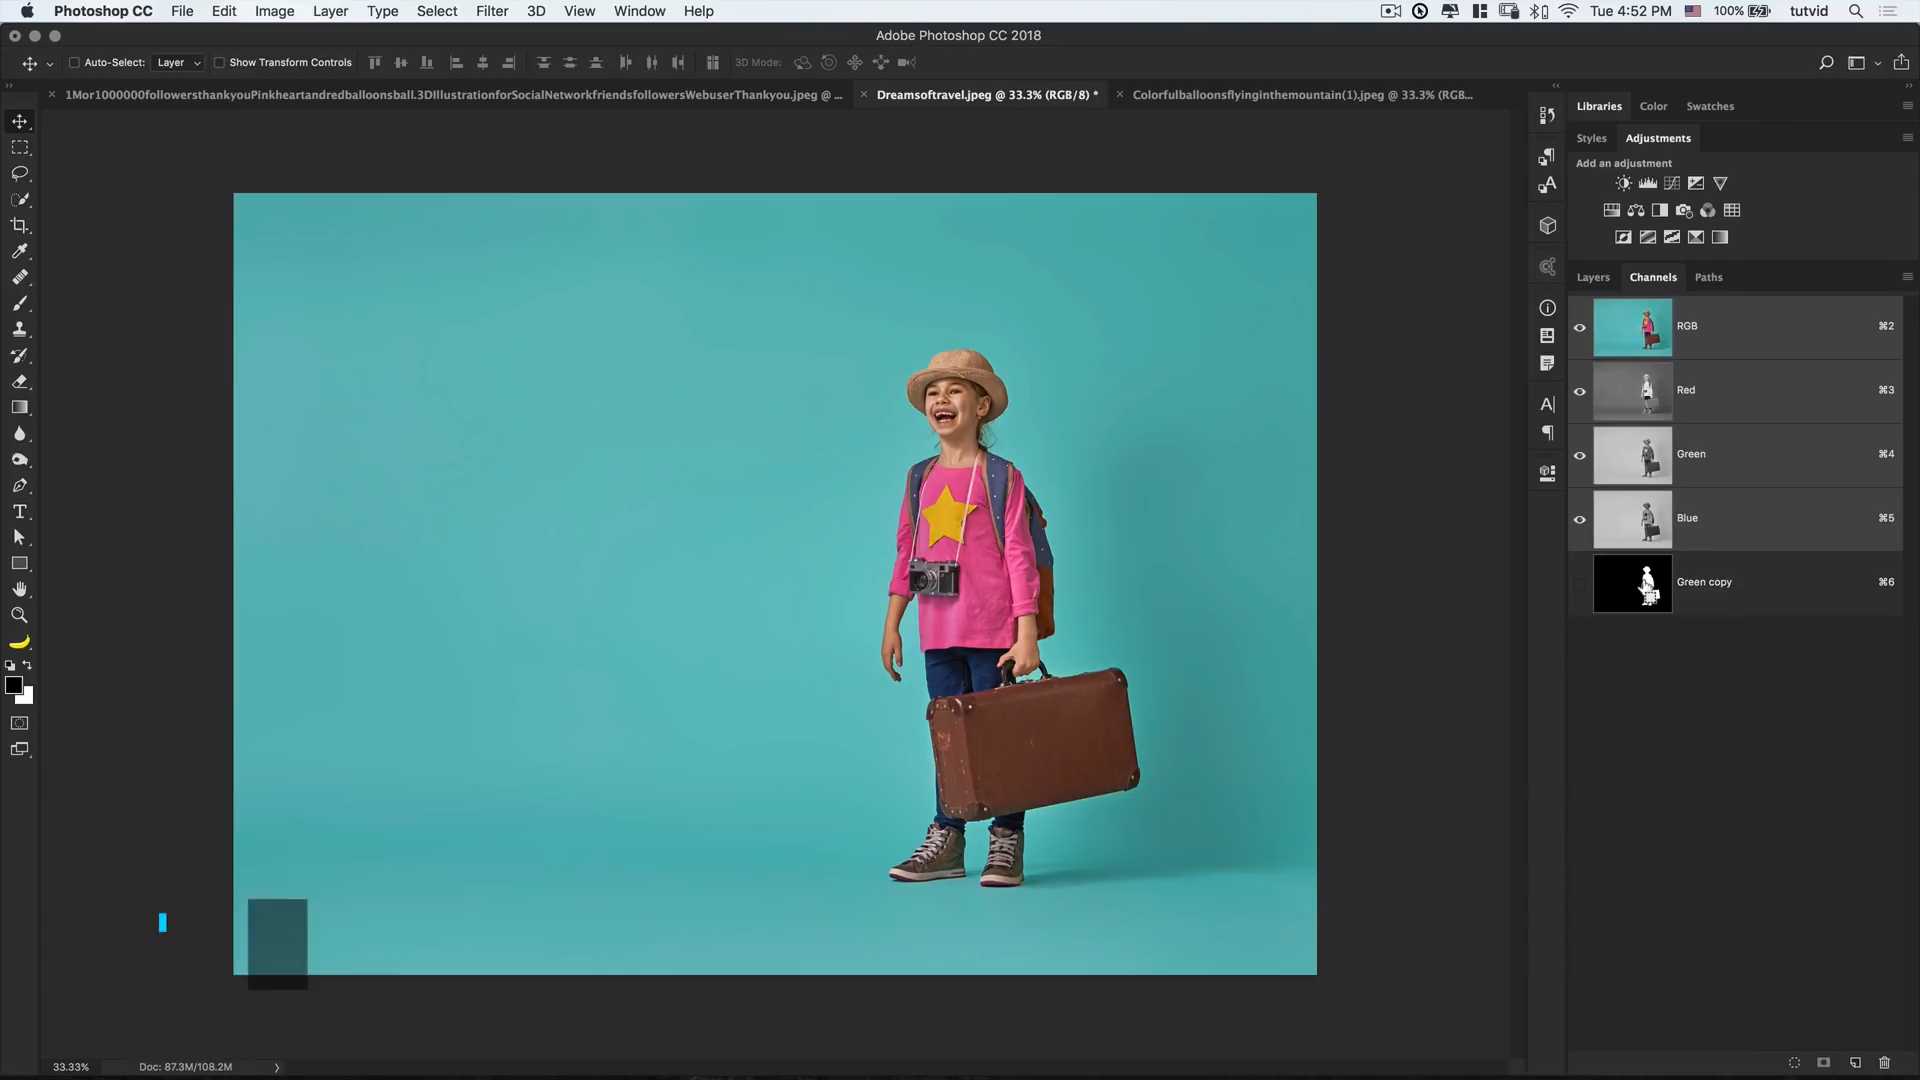 Photoshop CC File Edit Image Layer Type Select Filter 3D View Window Help
100% Tue 4:52 PM tutvid
Adobe Photoshop CC 2018
Auto-Select: Layer Show Transform Controls 3D Mode:
1Mor1000000followersthankyouPinkheartandredballoonsball.3DIllustrationforSocialNetworkfriendsfollowersWebuserThankyou.jpeg @ ...
Dreamsoftravel.jpeg @ 33.3% (RGB/8) *
Colorfulballoonsflyinginthemountain(1).jpeg @ 33.3% (RGB...
Libraries Color Swatches
Styles Adjustments
Add an adjustment
Layers Channels Paths
RGB ⌘2
Red ⌘3
Green ⌘4
Blue ⌘5
Green copy ⌘6
33.33% Doc: 87.3M/108.2M